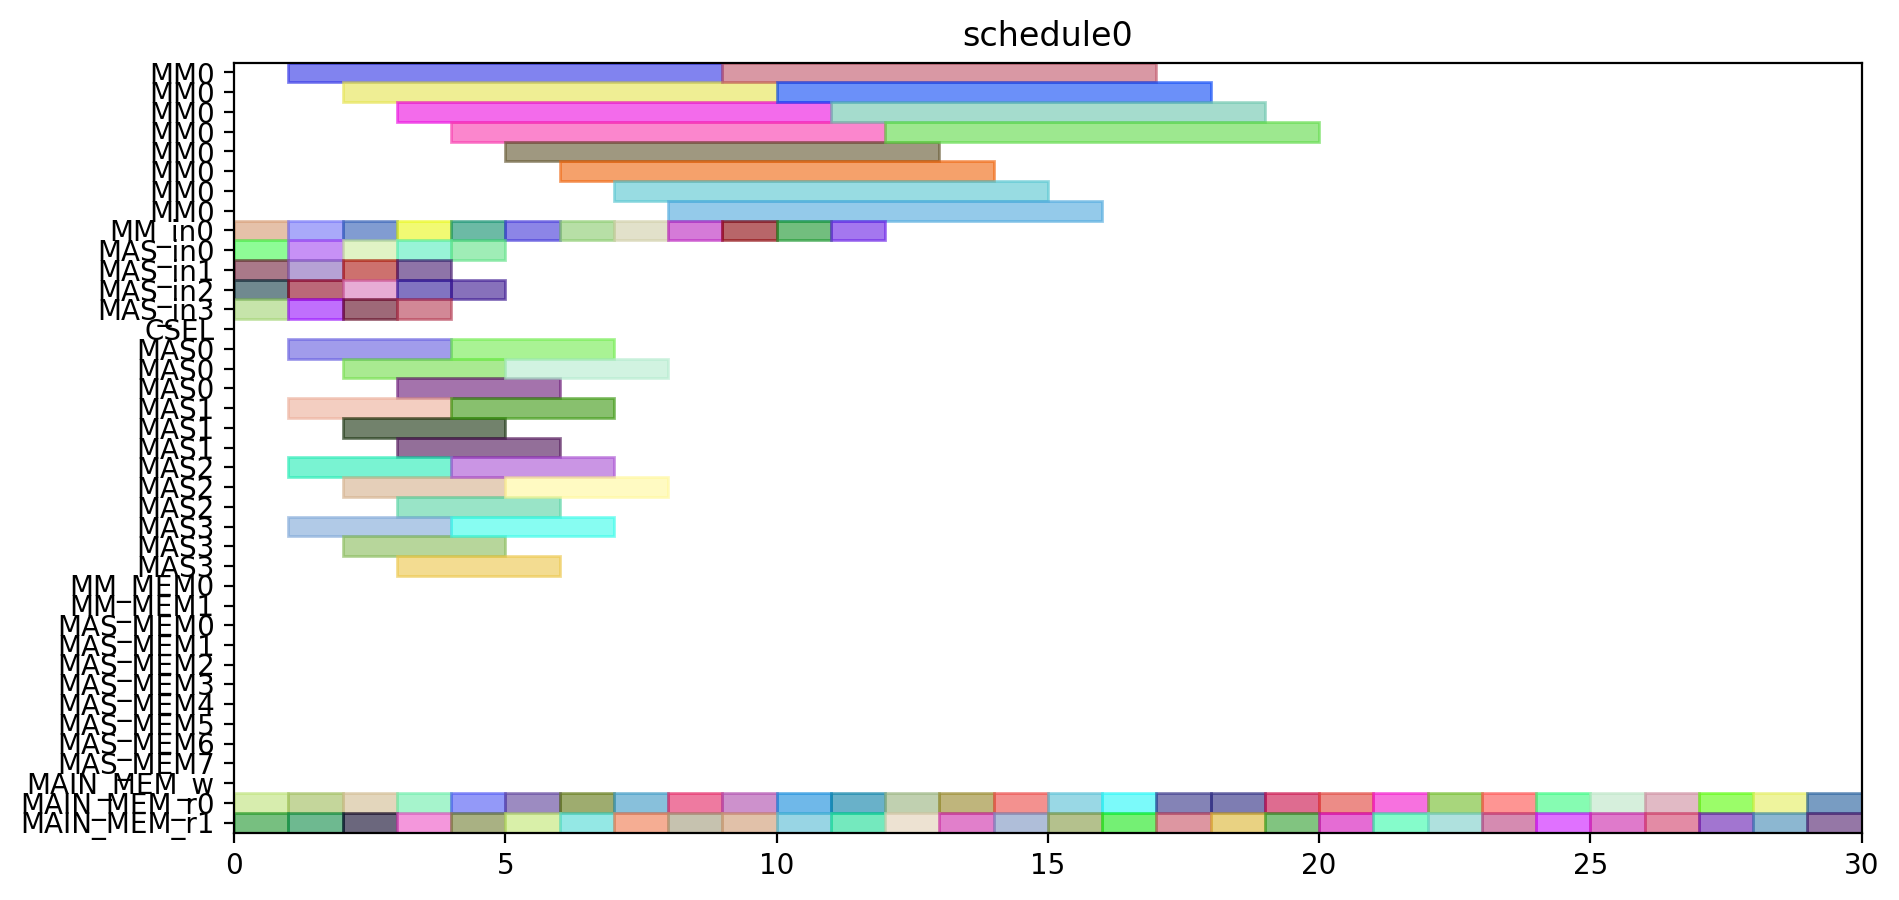 schedule0
MM0
MM0
MM0
MM0
MM0
MM0
MM0
MM0
MM_in0
MAS_in0
MAS_in1
MAS_in2
MAS_in3
CSEL
MAS0
MAS0
MAS0
MAS1
MAS1
MAS1
MAS2
MAS2
MAS2
MAS3
MAS3
MAS3
MM_MEM0
MM_MEM1
MAS_MEM0
MAS_MEM1
MAS_MEM2
MAS_MEM3
MAS_MEM4
MAS_MEM5
MAS_MEM6
MAS_MEM7
MAIN_MEM_w
MAIN_MEM_r0
MAIN_MEM_r1
0 5 10 15 20 25 30